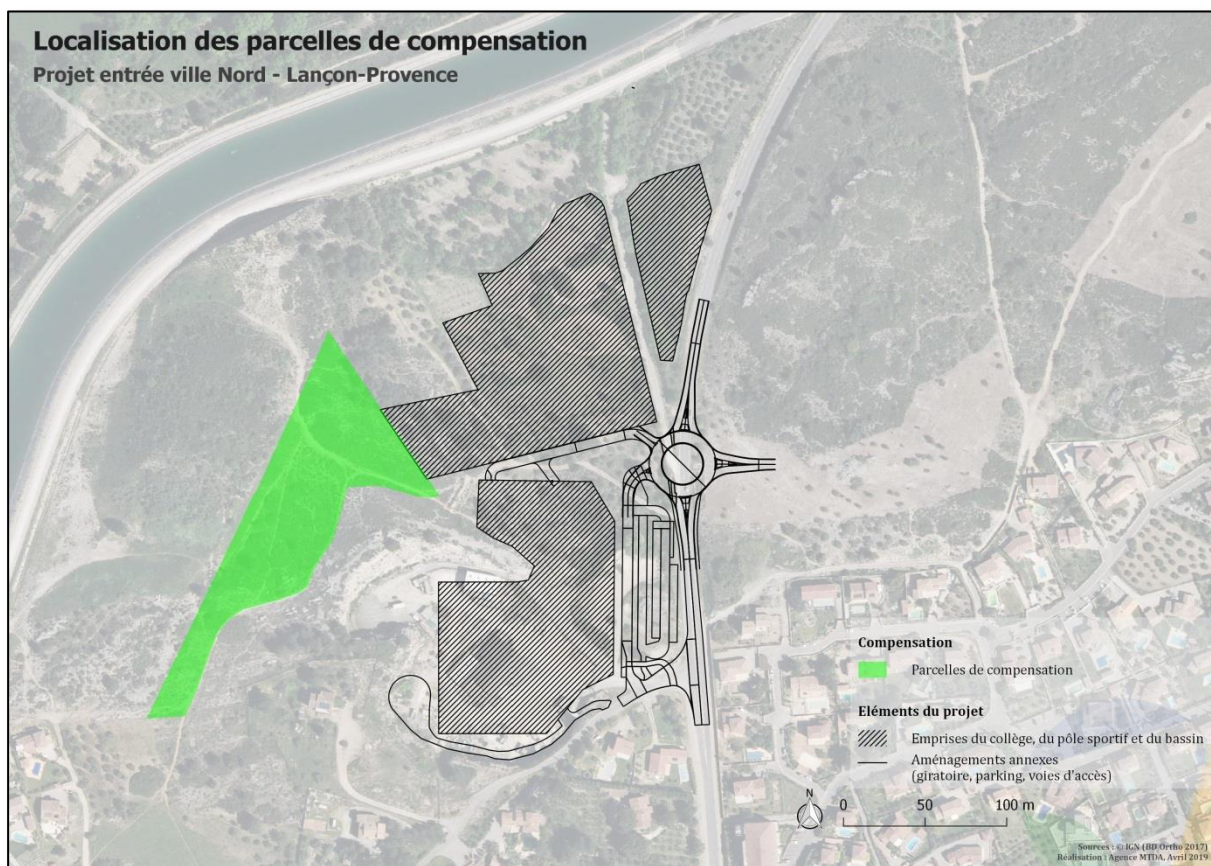 Localisation des parcelles de compensation
Projet entrée ville Nord - Lançon-Provence
Compensation
Parcelles de compensation
Eléments du projet
Emprises du collège, du pôle sportif et du bassin
Aménagements annexes
(giratoire, parking, voies d'accès)
N
0 50 100 m
Sources : © IGN (BD Ortho 2017)
Réalisation : Agence MTDA, Avril 2019